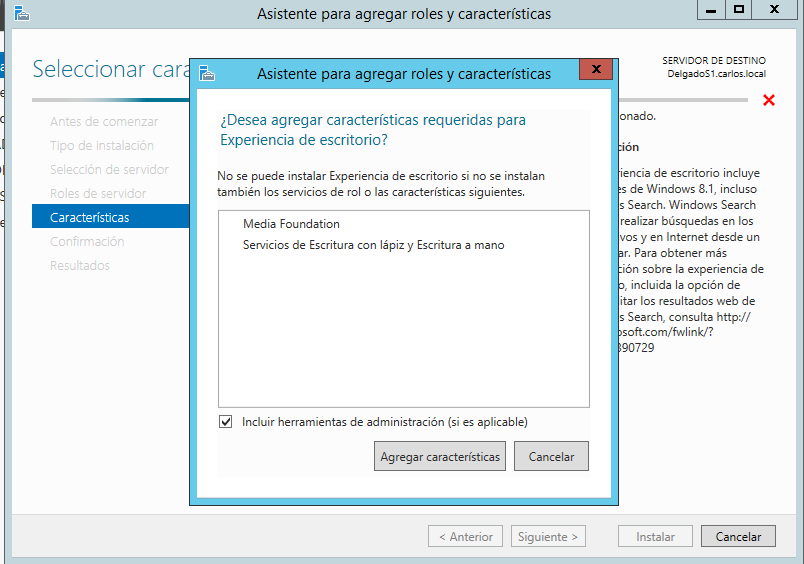 Asistente para agregar roles y características
Seleccionar cara
SERVIDOR DE DESTINO
DelgadoS1.carlos.local
Antes de comenzar
Tipo de instalación
Selección de servidor
Roles de servidor
Características
Confirmación
Resultados
Asistente para agregar roles y características
¿Desea agregar características requeridas para
Experiencia de escritorio?
No se puede instalar Experiencia de escritorio si no se instalan
también los servicios de rol o las características siguientes.
Media Foundation
Servicios de Escritura con lápiz y Escritura a mano
Incluir herramientas de administración (si es aplicable)
Agregar características
Cancelar
onado.
ción
riencia de escritorio incluye
es de Windows 8.1, incluso
s Search. Windows Search
realizar búsquedas en los
vos y en Internet desde un
ar. Para obtener más
ción sobre la experiencia de
o, incluida la opción de
itar los resultados web de
s Search, consulta http://
osoft.com/fwlink/?
390729
< Anterior
Siguiente >
Instalar
Cancelar